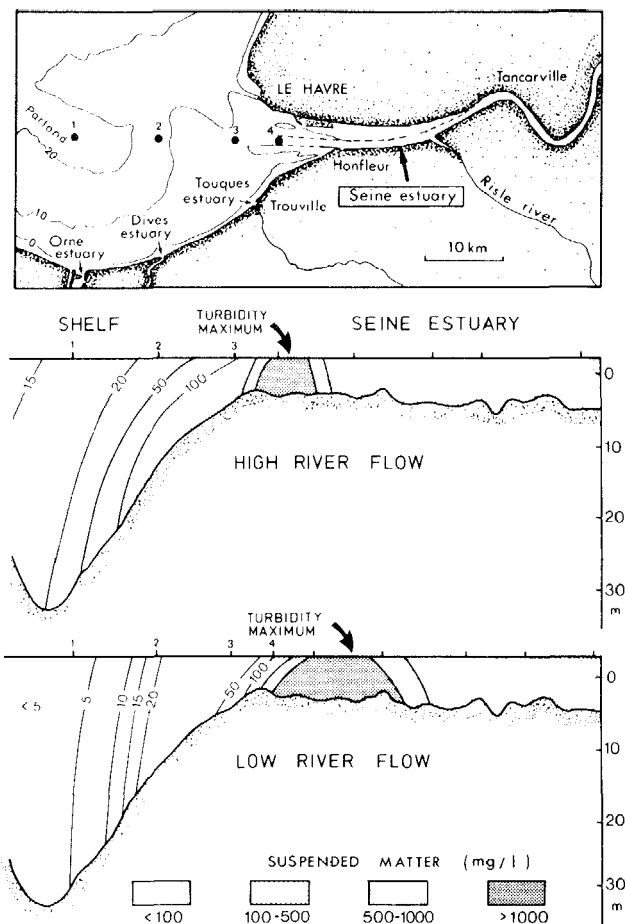 LE HAVRE
Tancarville
Parfond
1
2
3
4
20
Honfleur
Touques
estuary
Seine estuary
Risle river
Trouville
10
Dives
estuary
0
Orne
estuary
10 km
SHELF
TURBIDITY
MAXIMUM
SEINE ESTUARY
1
2
3
15
20
50
100
0
10
20
30
m
HIGH RIVER FLOW
TURBIDITY
MAXIMUM
1
2
3
4
<5
5
10
15
20
50
100
0
10
20
30
m
LOW RIVER FLOW
SUSPENDED MATTER (mg/l)
<100
100-500
500-1000
>1000